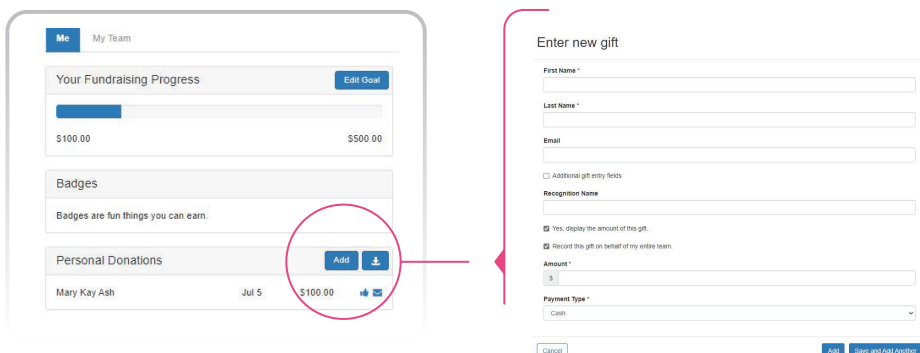 Me My Team
Your Fundraising Progress Edit Goal
$100.00 $500.00
Badges
Badges are fun things you can earn.
Personal Donations Add
Mary Kay Ash Jul 5 $100.00
Enter new gift
First Name *
Last Name *
Email
Additional gift entry fields
Recognition Name
Yes, display the amount of this gift.
Record this gift on behalf of my entire team.
Amount *
$
Payment Type *
Cash
Cancel Add Save and Add Another